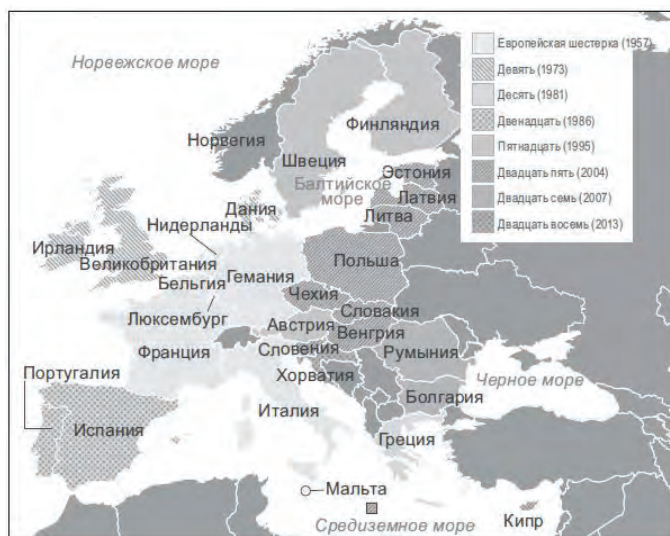 Европейская шестерка (1957)
Девять (1973)
Десять (1981)
Двенадцать (1986)
Пятнадцать (1995)
Двадцать пять (2004)
Двадцать семь (2007)
Двадцать восемь (2013)
Норвежское море
Норвегия
Финляндия
Швеция
Эстония
Балтийское
море
Латвия
Литва
Дания
Нидерланды
Ирландия
Великобритания
Бельгия
Гемания
Польша
Люксембург
Чехия
Словакия
Австрия
Венгрия
Франция
Словения
Румыния
Хорватия
Португалия
Испания
Италия
Черное море
Болгария
Греция
Мальта
Средиземное море
Кипр